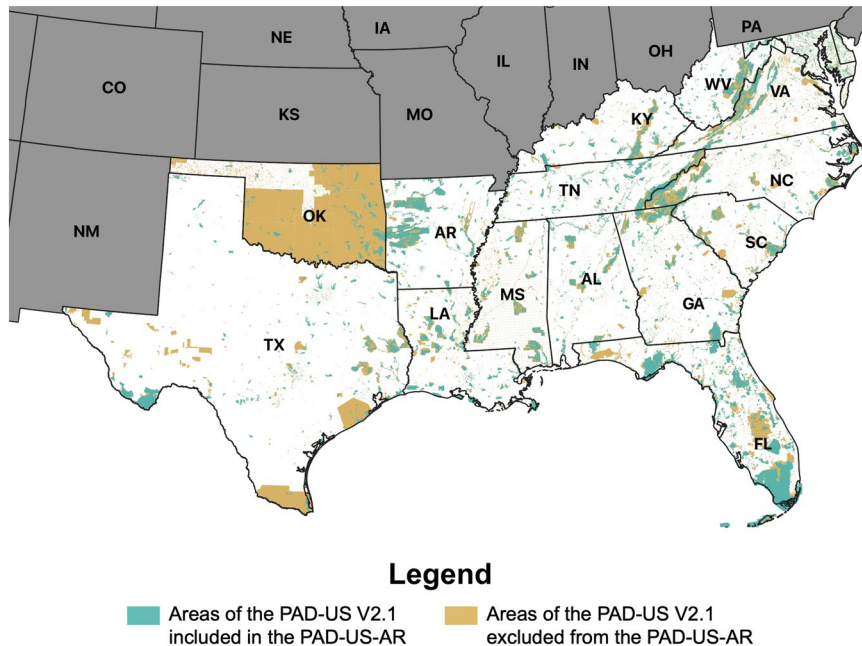 IA
PA
NE
IL
IN
OH
CO
WV
VA
KS
MO
KY
TN
NC
OK
NM
AR
SC
MS
AL
LA
GA
TX
FL
Legend
Areas of the PAD-US V2.1
included in the PAD-US-AR
Areas of the PAD-US V2.1
excluded from the PAD-US-AR